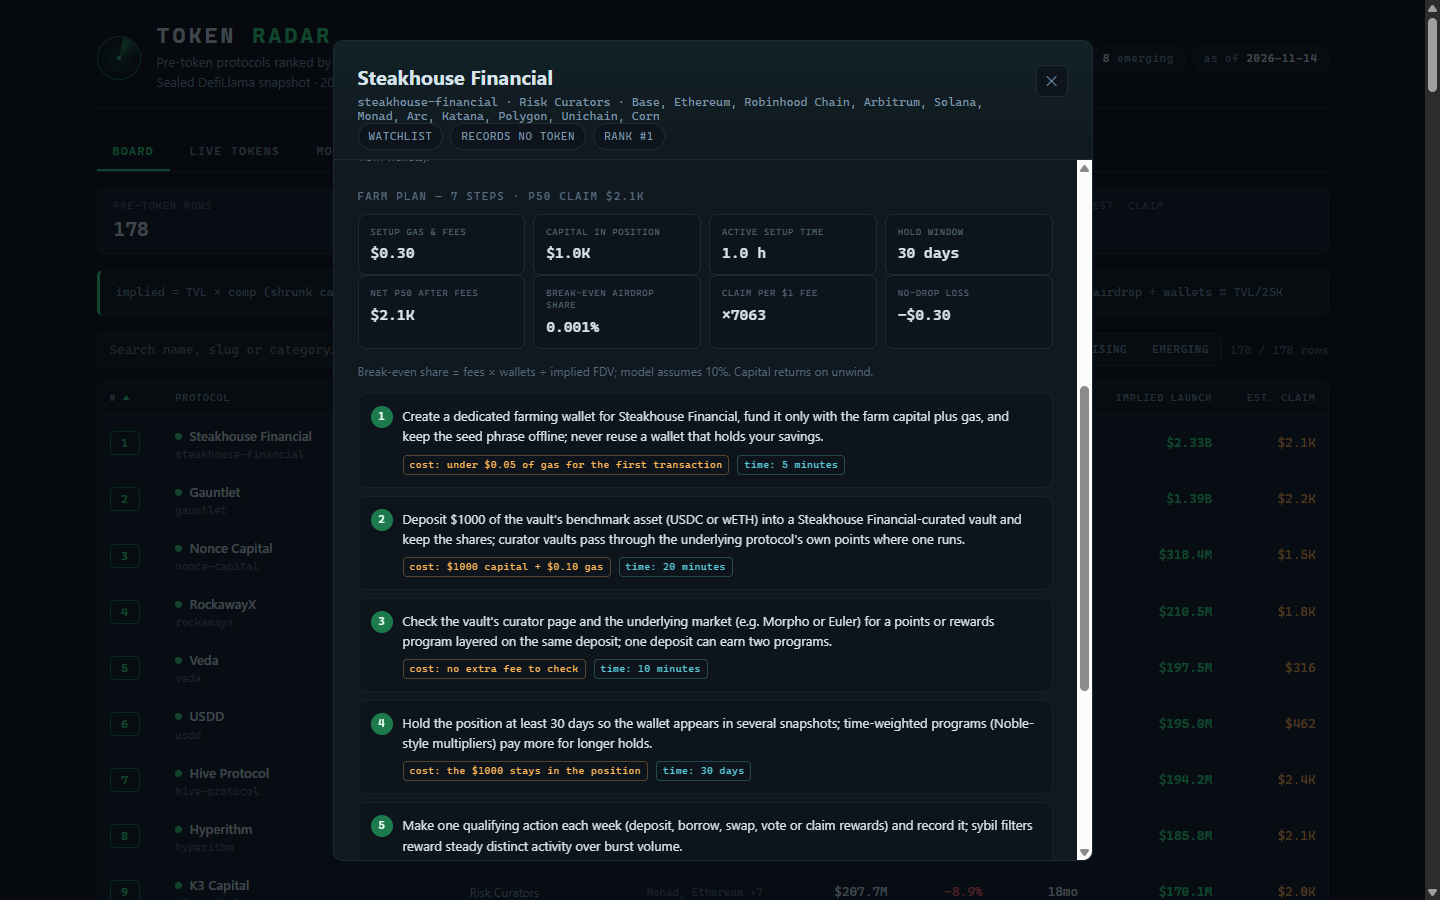 TOKEN RADAR
Pre-token protocols ranked by
Sealed DefiLlama snapshot · 20
8 emerging
as of 2026-11-14
BOARD
LIVE TOKENS
MO
PRE-TOKEN ROWS
178
EST. CLAIM
implied = TVL × comp (shrunk ca
airdrop ÷ wallets
TVL/25K
Search name, slug or category.
ISING
EMERGING
178 / 178 rows
# ▲
PROTOCOL
IMPLIED LAUNCH
EST. CLAIM
1
Steakhouse Financial
steakhouse-financial
$2.33B
$2.1K
2
Gauntlet
gauntlet
$1.39B
$2.2K
3
Nonce Capital
nonce-capital
$318.4M
$1.5K
4
RockawayX
rockawayx
$210.5M
$1.8K
5
Veda
veda
$197.5M
$316
6
USDD
usdd
$195.0M
$462
7
Hive Protocol
hive-protocol
$194.2M
$2.4K
8
Hyperithm
hyperithm
$185.8M
$2.1K
9
K3 Capital
Risk Curators
Monad, Ethereum +7
$207.7M
-8.9%
18mo
$170.1M
$2.0K
Steakhouse Financial
steakhouse-financial · Risk Curators · Base, Ethereum, Robinhood Chain, Arbitrum, Solana,
Monad, Arc, Katana, Polygon, Unichain, Corn
WATCHLIST
RECORDS NO TOKEN
RANK #1
FARM PLAN — 7 STEPS · P50 CLAIM $2.1K
SETUP GAS & FEES
$0.30
CAPITAL IN POSITION
$1.0K
ACTIVE SETUP TIME
1.0 h
HOLD WINDOW
30 days
NET P50 AFTER FEES
$2.1K
BREAK-EVEN AIRDROP
SHARE
0.001%
CLAIM PER $1 FEE
×7063
NO-DROP LOSS
−$0.30
Break-even share = fees × wallets ÷ implied FDV; model assumes 10%. Capital returns on unwind.
1
Create a dedicated farming wallet for Steakhouse Financial, fund it only with the farm capital plus gas, and
keep the seed phrase offline; never reuse a wallet that holds your savings.
cost: under $0.05 of gas for the first transaction
time: 5 minutes
2
Deposit $1000 of the vault's benchmark asset (USDC or wETH) into a Steakhouse Financial-curated vault and
keep the shares; curator vaults pass through the underlying protocol's own points where one runs.
cost: $1000 capital + $0.10 gas
time: 20 minutes
3
Check the vault's curator page and the underlying market (e.g. Morpho or Euler) for a points or rewards
program layered on the same deposit; one deposit can earn two programs.
cost: no extra fee to check
time: 10 minutes
4
Hold the position at least 30 days so the wallet appears in several snapshots; time-weighted programs (Noble-
style multipliers) pay more for longer holds.
cost: the $1000 stays in the position
time: 30 days
5
Make one qualifying action each week (deposit, borrow, swap, vote or claim rewards) and record it; sybil filters
reward steady distinct activity over burst volume.